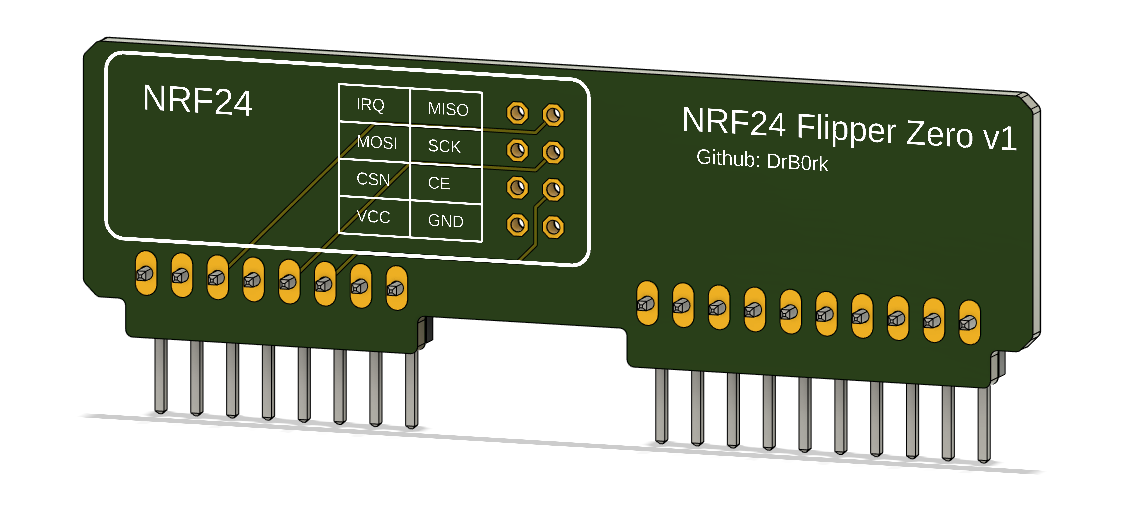 NRF24
IRQ MISO
MOSI SCK
CSN CE
VCC GND
NRF24 Flipper Zero v1
Github: DrB0rk